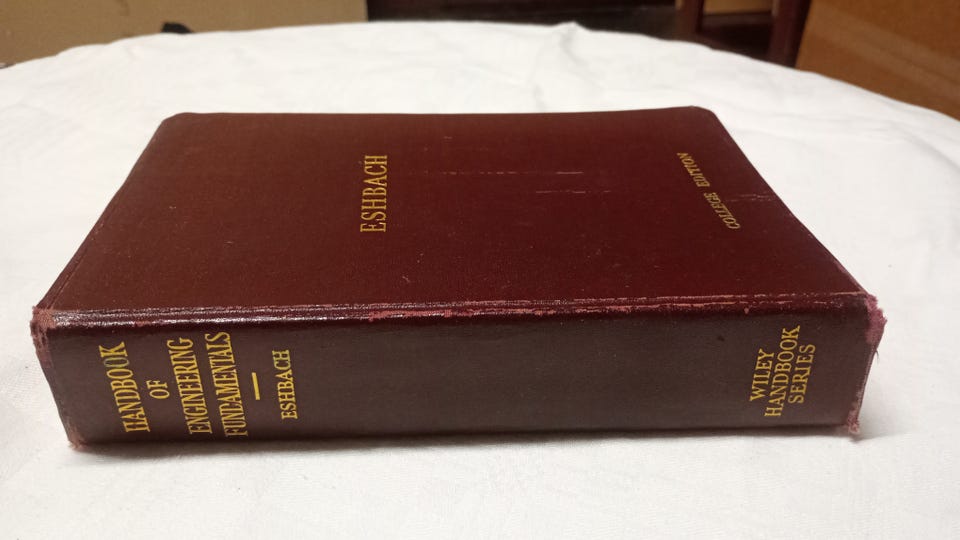 ESHBACH
COLLEGE EDITION
HANDBOOK
OF
ENGINEERING
FUNDAMENTALS
ESHBACH
WILEY
HANDBOOK
SERIES